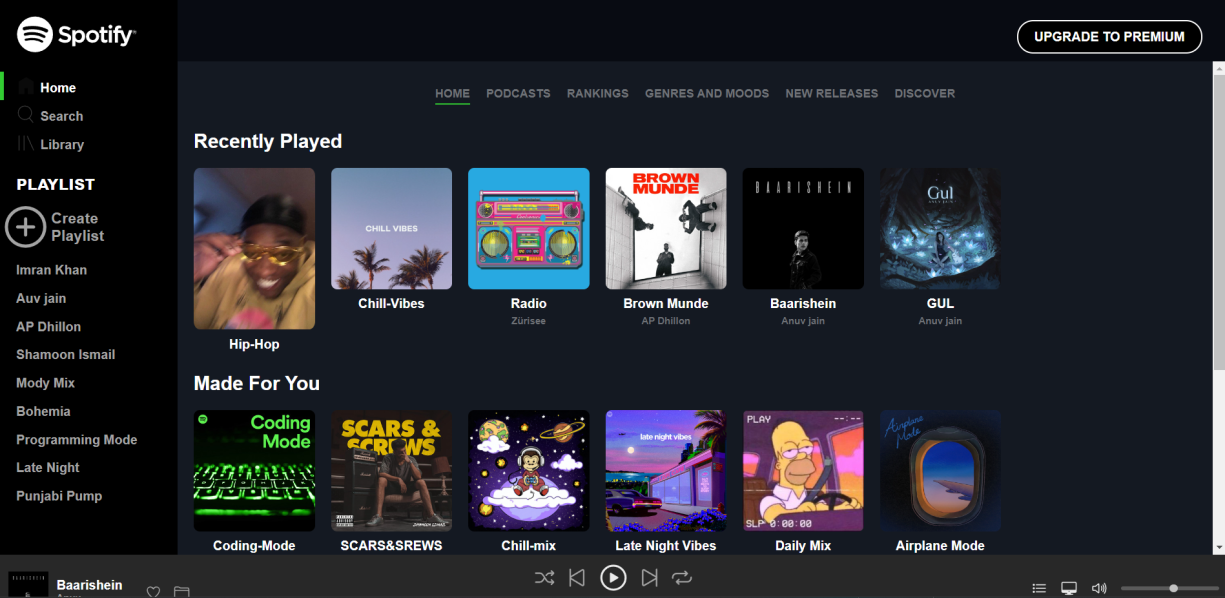 Spotify
UPGRADE TO PREMIUM
Home
Search
Library
PLAYLIST
Create
Playlist
Imran Khan
Auv jain
AP Dhillon
Shamoon Ismail
Mody Mix
Bohemia
Programming Mode
Late Night
Punjabi Pump
HOME PODCASTS RANKINGS GENRES AND MOODS NEW RELEASES DISCOVER
Recently Played
CHILL VIBES
BROWN
MUNDE
BAARISHEIN
Gul
ANUV JAIN
Hip-Hop
Chill-Vibes
Radio
Zürisee
Brown Munde
AP Dhillon
Baarishein
Anuv jain
GUL
Anuv jain
Made For You
Coding
Mode
SCARS &
SCREWS
late night vibes
PLAY --:--
SLP 0:00:00
Airplane
Mode
Coding-Mode
SCARS&SREWS
Chill-mix
Late Night Vibes
Daily Mix
Airplane Mode
Baarishein